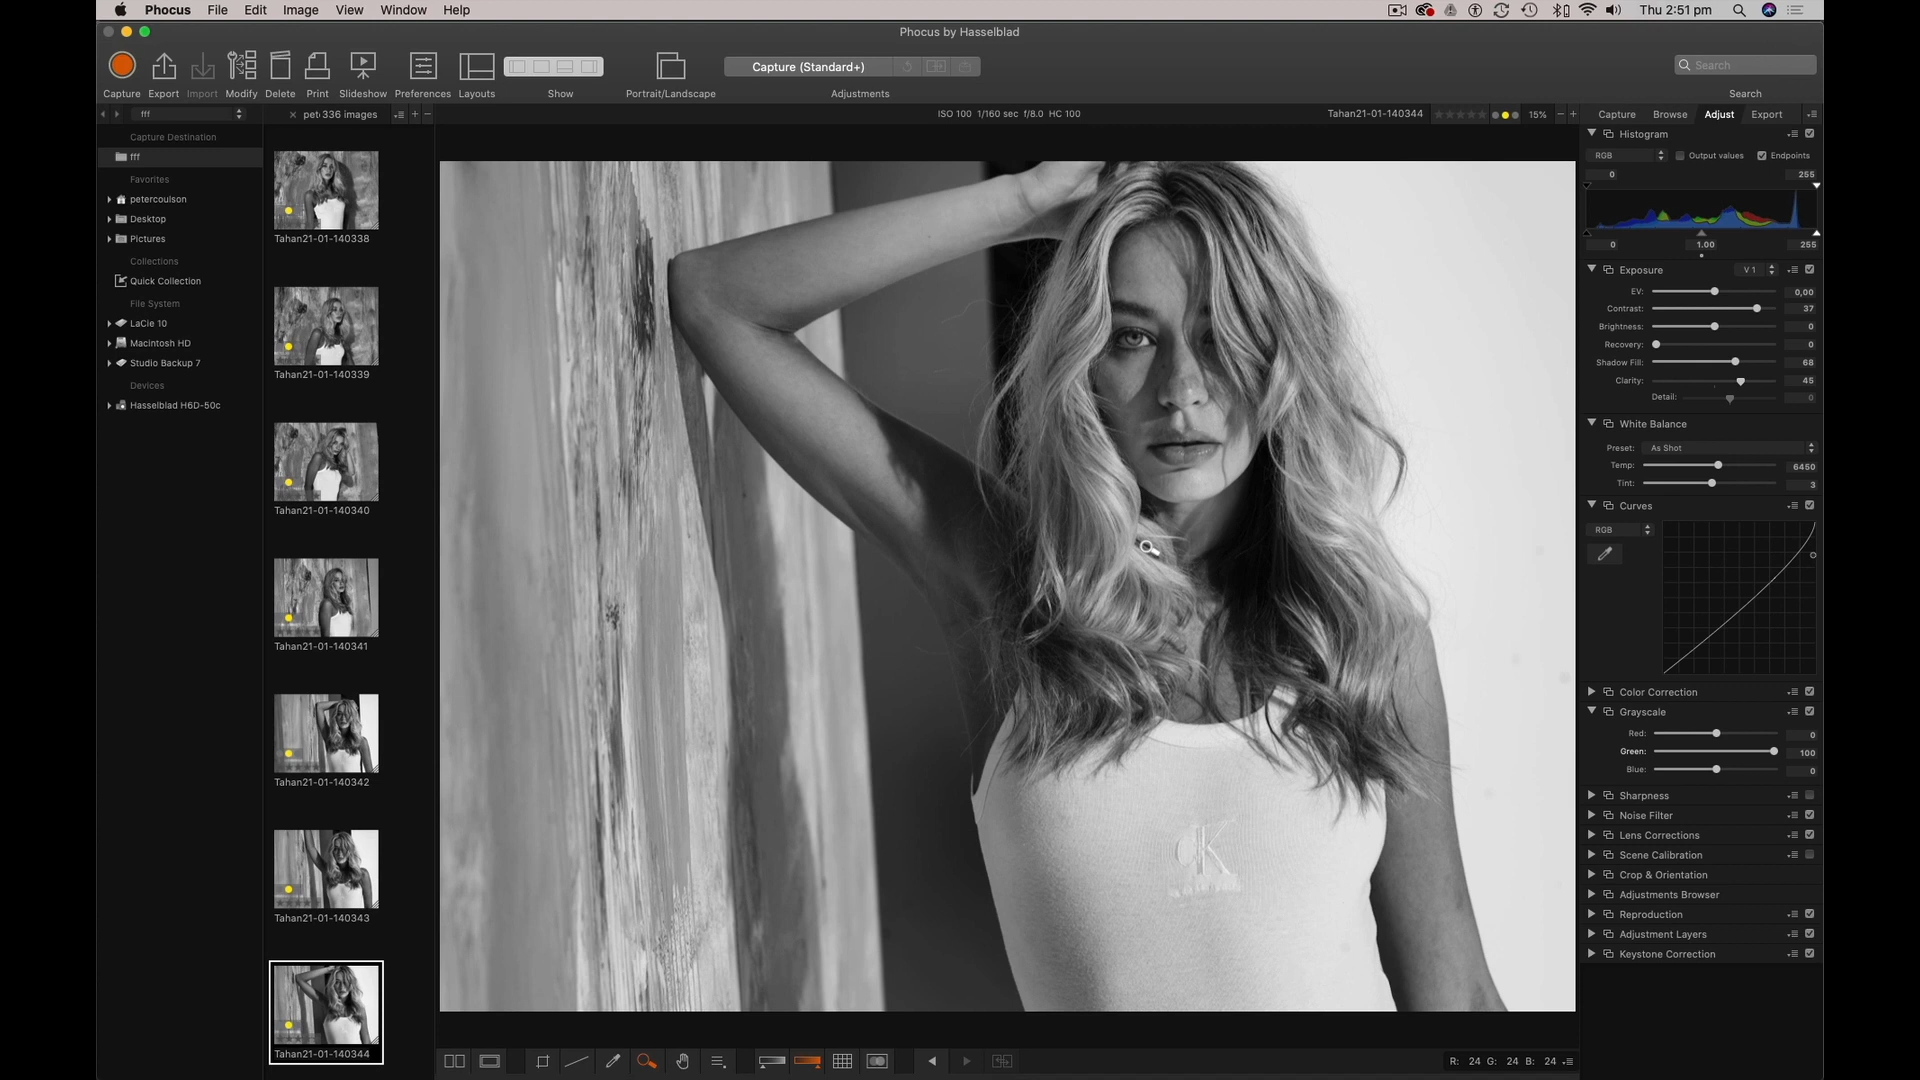 Phocus File Edit Image View Window Help
Thu 2:51 pm
Phocus by Hasselblad
Capture (Standard+)
Search
Capture Export Import Modify Delete Print Slideshow Preferences Layouts Show Portrait/Landscape Adjustments Search
fff
pet 336 images
ISO 100 1/160 sec f/8.0 HC 100
Tahan21-01-140344
15%
Capture Browse Adjust Export
Capture Destination
fff
Favorites
petercoulson
Desktop
Pictures
Collections
Quick Collection
File System
LaCie 10
Macintosh HD
Studio Backup 7
Devices
Hasselblad H6D-50c
Tahan21-01-140338
Tahan21-01-140339
Tahan21-01-140340
Tahan21-01-140341
Tahan21-01-140342
Tahan21-01-140343
Tahan21-01-140344
CK
Histogram
RGB Output values Endpoints
0 255
0 1.00 255
Exposure V 1
EV: 0,00
Contrast: 37
Brightness: 0
Recovery: 0
Shadow Fill: 68
Clarity: 45
Detail: 0
White Balance
Preset: As Shot
Temp: 6450
Tint: 3
Curves
RGB
Color Correction
Grayscale
Red: 0
Green: 100
Blue: 0
Sharpness
Noise Filter
Lens Corrections
Scene Calibration
Crop & Orientation
Adjustments Browser
Reproduction
Adjustment Layers
Keystone Correction
R: 24 G: 24 B: 24